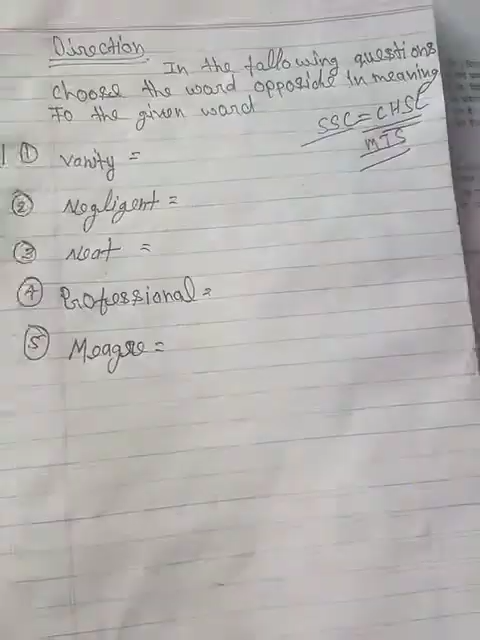 Direction
In the following questions
choose the word opposide in meaning
To the given word
SSC = CHSL
MTS
1 ① Vanity =
② Negligent =
③ Neat =
④ Professional =
⑤ Meagre =